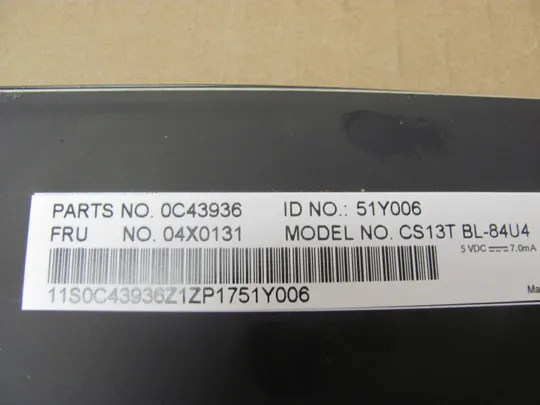 PARTS NO. 0C43936 ID NO.: 51Y006
FRU NO. 04X0131 MODEL NO. CS13T BL-84U4
5 VDC ⎓ 7.0mA
11S0C43936Z1ZP1751Y006
Ma